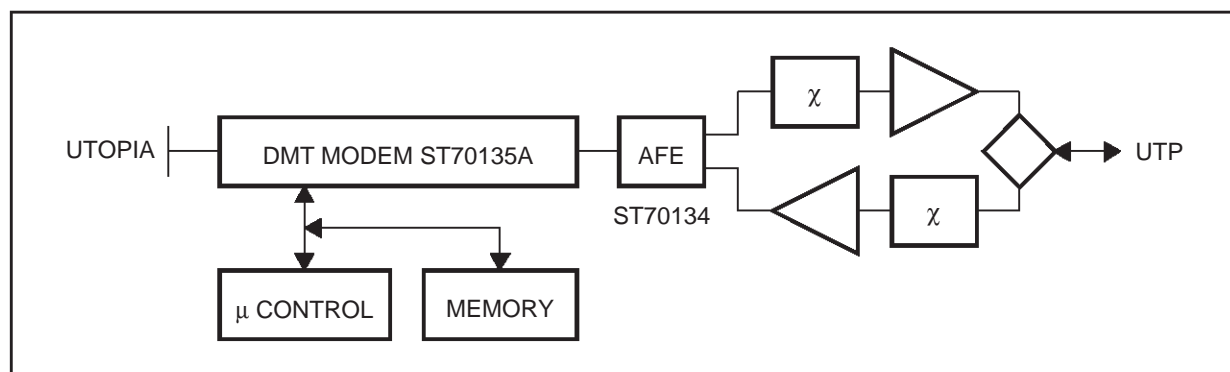 χ
UTOPIA
DMT MODEM ST70135A
AFE
UTP
ST70134
χ
μ CONTROL
MEMORY